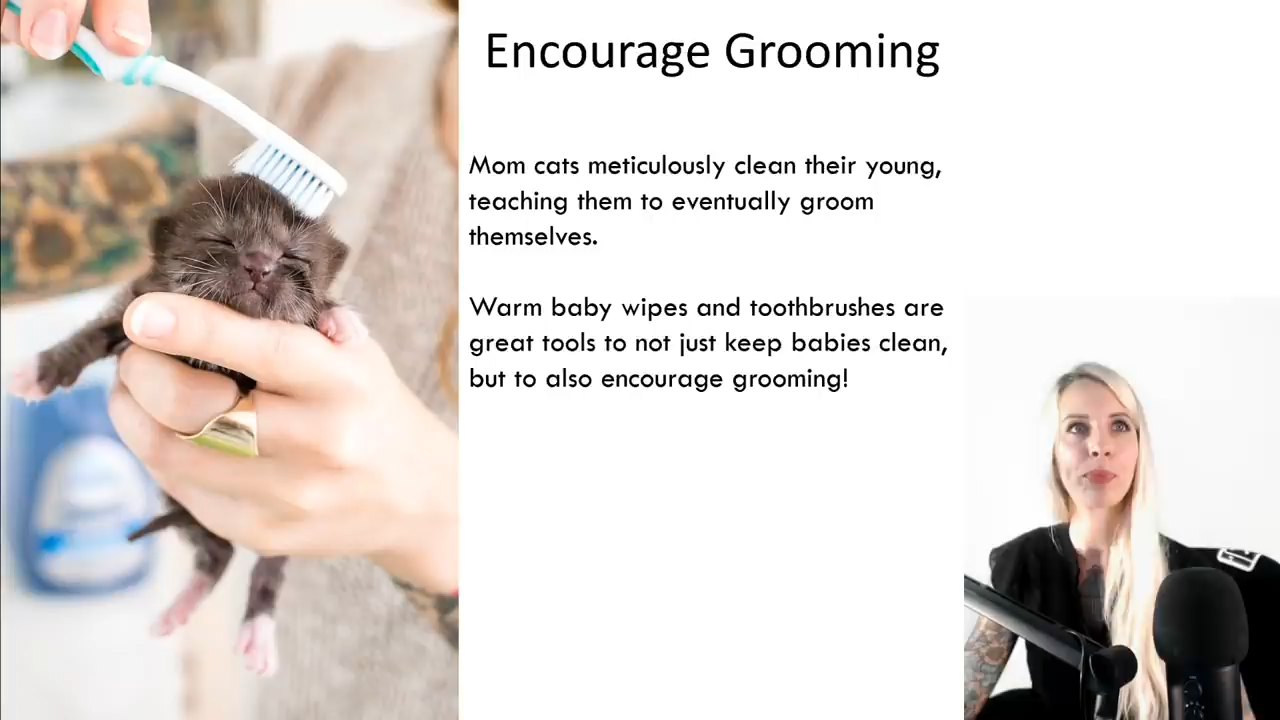 Encourage Grooming
Mom cats meticulously clean their young,
teaching them to eventually groom
themselves.
Warm baby wipes and toothbrushes are
great tools to not just keep babies clean,
but to also encourage grooming!